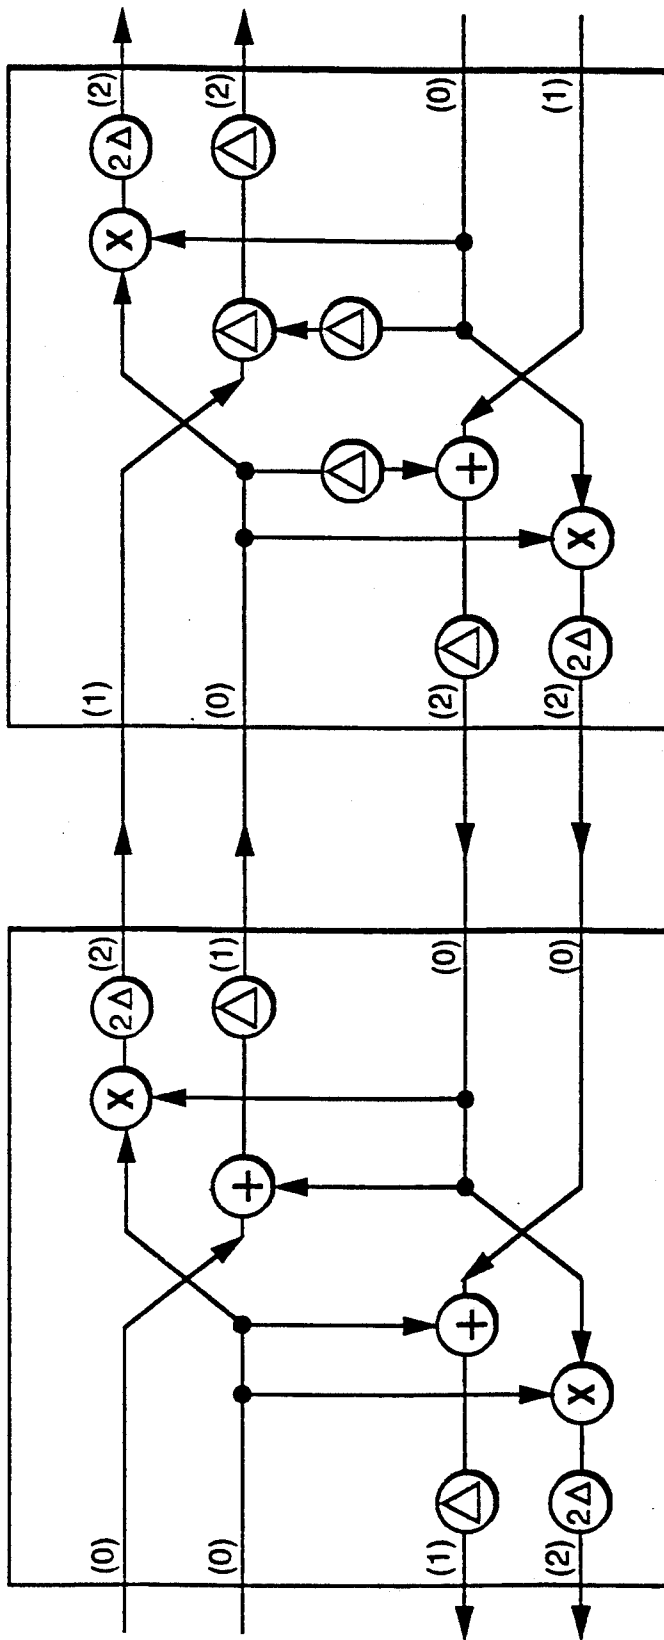 (2) (2) (0) (1)
2Δ Δ
X
Δ Δ
Δ +
X
Δ 2Δ
(1) (0) (2) (2)
(2) (1) (0) (0)
2Δ Δ
X
+
+
X
Δ 2Δ
(0) (0) (1) (2)